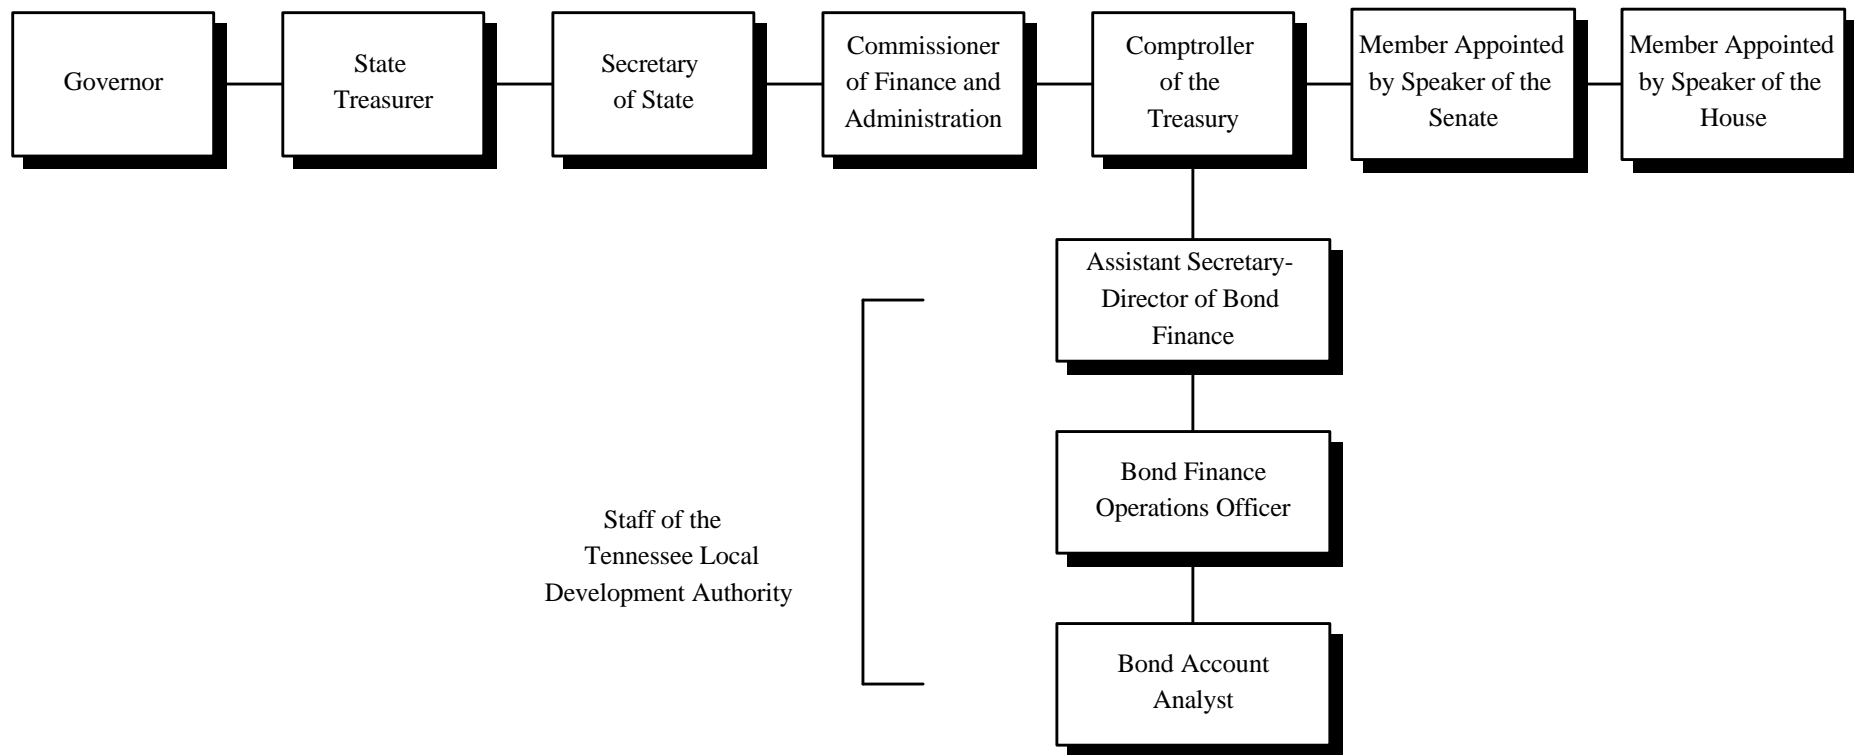 Governor
State
Treasurer
Secretary
of State
Commissioner
of Finance and
Administration
Comptroller
of the
Treasury
Member Appointed
by Speaker of the
Senate
Member Appointed
by Speaker of the
House
Assistant Secretary-
Director of Bond
Finance
Bond Finance
Operations Officer
Staff of the
Tennessee Local
Development Authority
Bond Account
Analyst